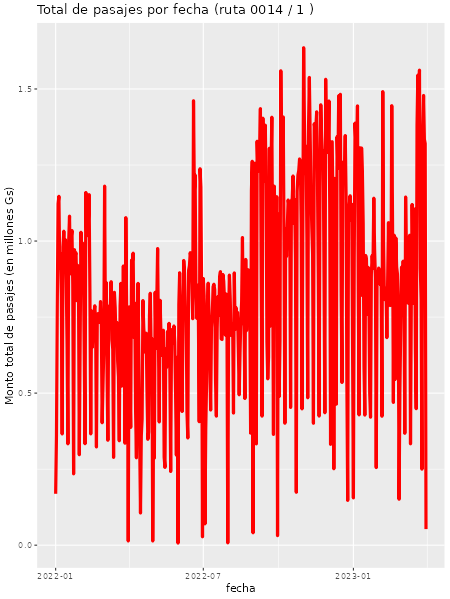 Total de pasajes por fecha (ruta 0014 / 1 )
Monto total de pasajes (en millones Gs)
1.5
1.0
0.5
0.0
2022-01
2022-07
2023-01
fecha